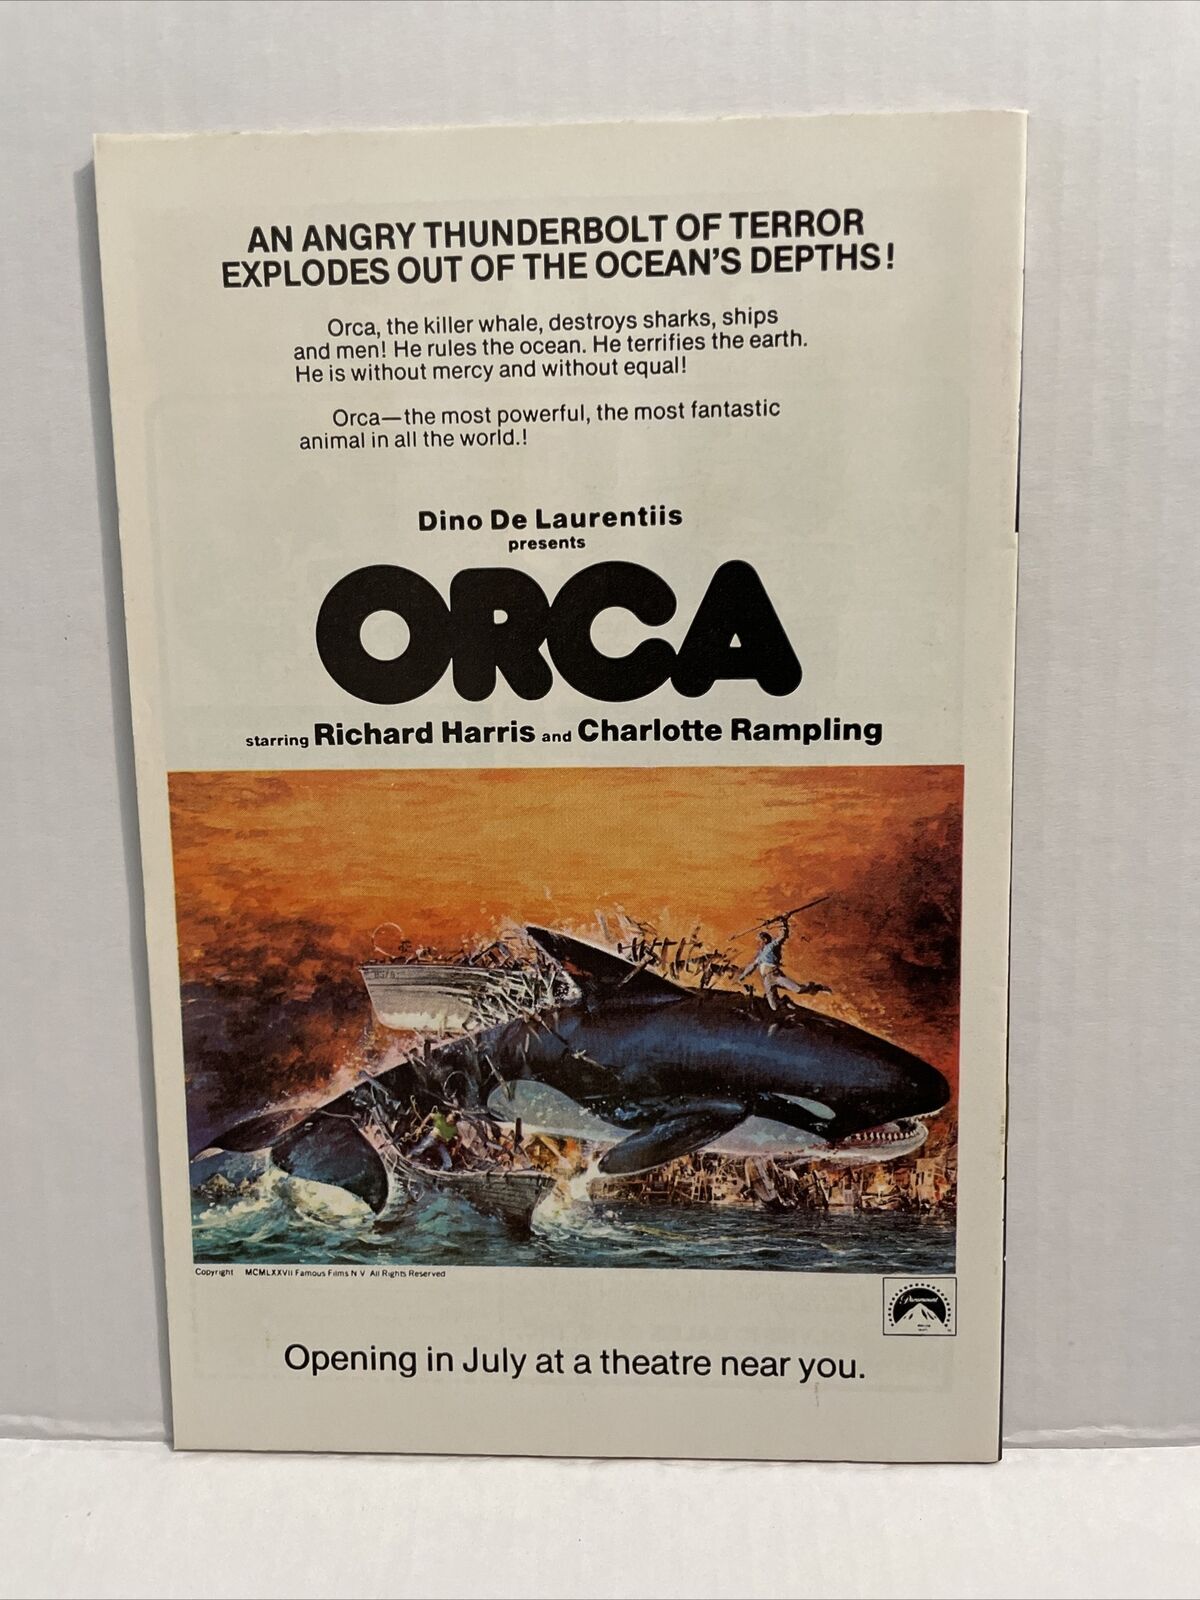 AN ANGRY THUNDERBOLT OF TERROR
EXPLODES OUT OF THE OCEAN'S DEPTHS!
Orca, the killer whale, destroys sharks, ships
and men! He rules the ocean. He terrifies the earth.
He is without mercy and without equal!
Orca—the most powerful, the most fantastic
animal in all the world.!
Dino De Laurentiis
presents
ORCA
starring Richard Harris and Charlotte Rampling
Copyright MCMLXXVII Famous Films N V All Rights Reserved
Paramount
Opening in July at a theatre near you.